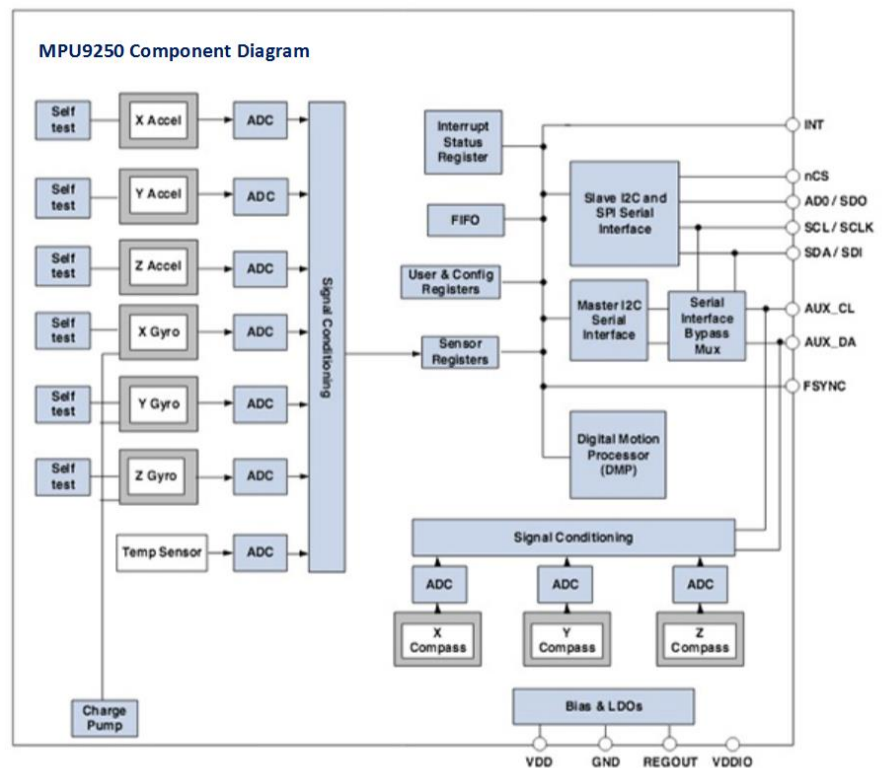 MPU9250 Component Diagram
Self
test
X Accel
ADC
Self
test
Y Accel
ADC
Self
test
Z Accel
ADC
Self
test
X Gyro
ADC
Self
test
Y Gyro
ADC
Self
test
Z Gyro
ADC
Temp Sensor
ADC
Signal Conditioning
Charge
Pump
Interrupt
Status
Register
FIFO
User & Config
Registers
Sensor
Registers
Slave I2C and
SPI Serial
Interface
Master I2C
Serial
Interface
Serial
Interface
Bypass
Mux
Digital Motion
Processor
(DMP)
INT
nCS
AD0 / SDO
SCL / SCLK
SDA / SDI
AUX_CL
AUX_DA
FSYNC
Signal Conditioning
ADC
ADC
ADC
X
Compass
Y
Compass
Z
Compass
Bias & LDOs
VDD
GND
REGOUT
VDDIO